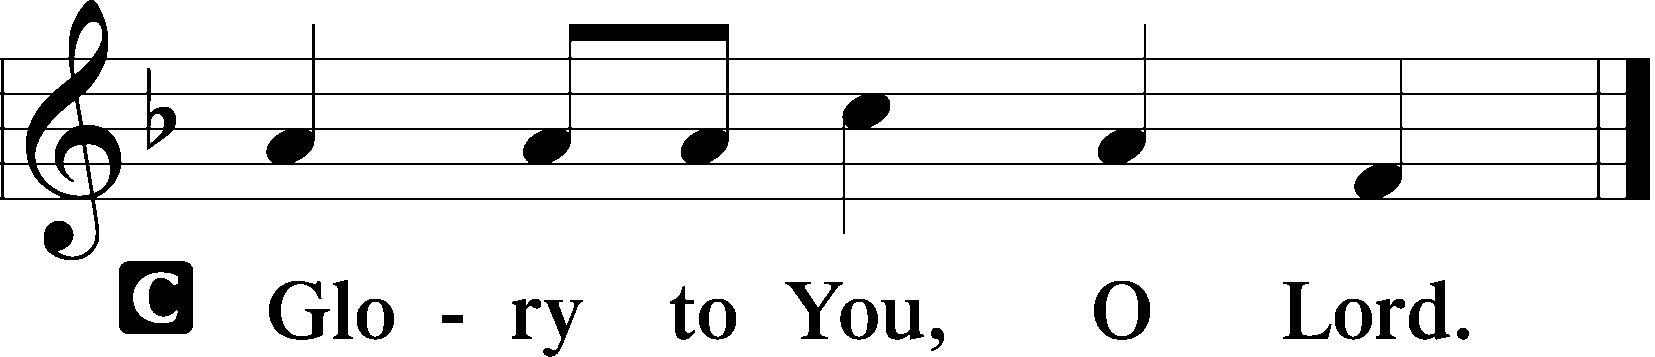 C Glo - ry to You, O Lord.